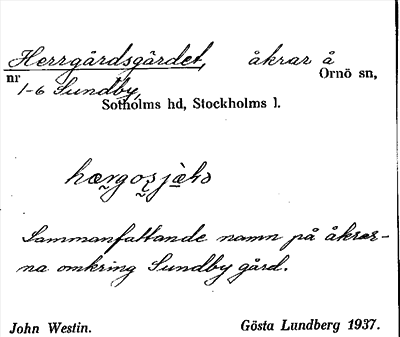 Herrgårdsgärdet, åkrar å
nr Ornö sn,
1-6 Sundby,
Sotholms hd, Stockholms l.
Sammanfattande namn på åkrar-
na omkring Sundby gård.
John Westin. Gösta Lundberg 1937.